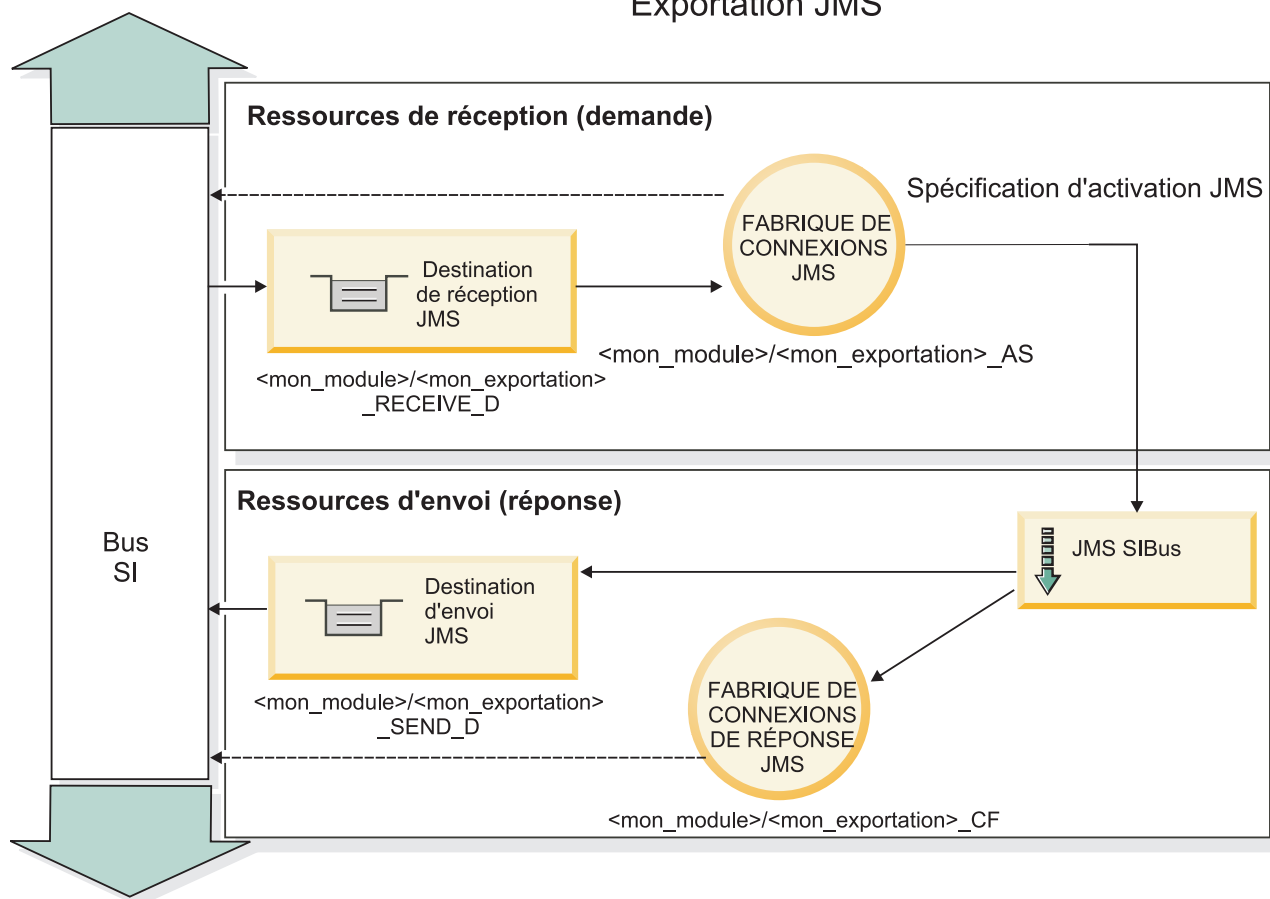 Exportation JMS
Ressources de réception (demande)
Spécification d'activation JMS
FABRIQUE DE
CONNEXIONS
JMS
Destination
de réception
JMS
<mon_module>/<mon_exportation>_AS
<mon_module>/<mon_exportation>
_RECEIVE_D
Ressources d'envoi (réponse)
Bus
SI
JMS SIBus
Destination
d'envoi
JMS
FABRIQUE DE
CONNEXIONS
DE RÉPONSE
JMS
<mon_module>/<mon_exportation>
_SEND_D
<mon_module>/<mon_exportation>_CF